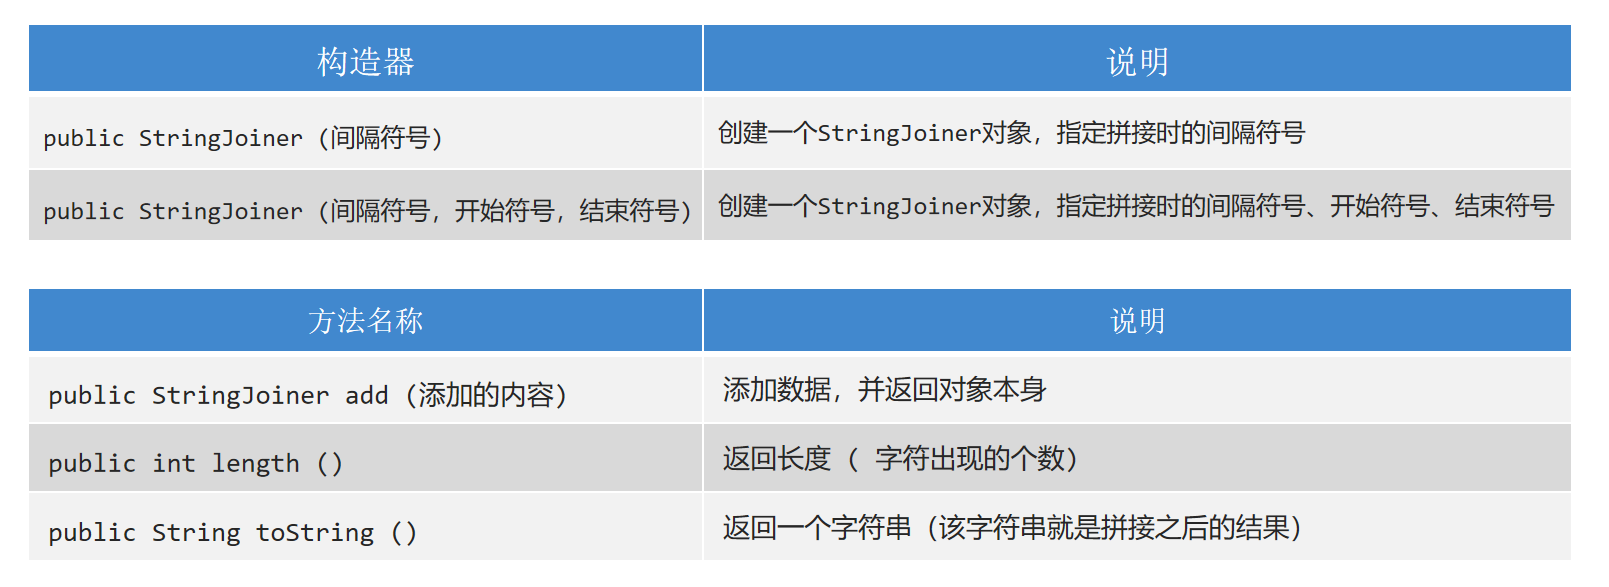 构造器 说明
public StringJoiner (间隔符号) 创建一个StringJoiner对象，指定拼接时的间隔符号
public StringJoiner (间隔符号，开始符号，结束符号) 创建一个StringJoiner对象，指定拼接时的间隔符号、开始符号、结束符号
方法名称 说明
public StringJoiner add (添加的内容) 添加数据，并返回对象本身
public int length () 返回长度 ( 字符出现的个数)
public String toString () 返回一个字符串 (该字符串就是拼接之后的结果)